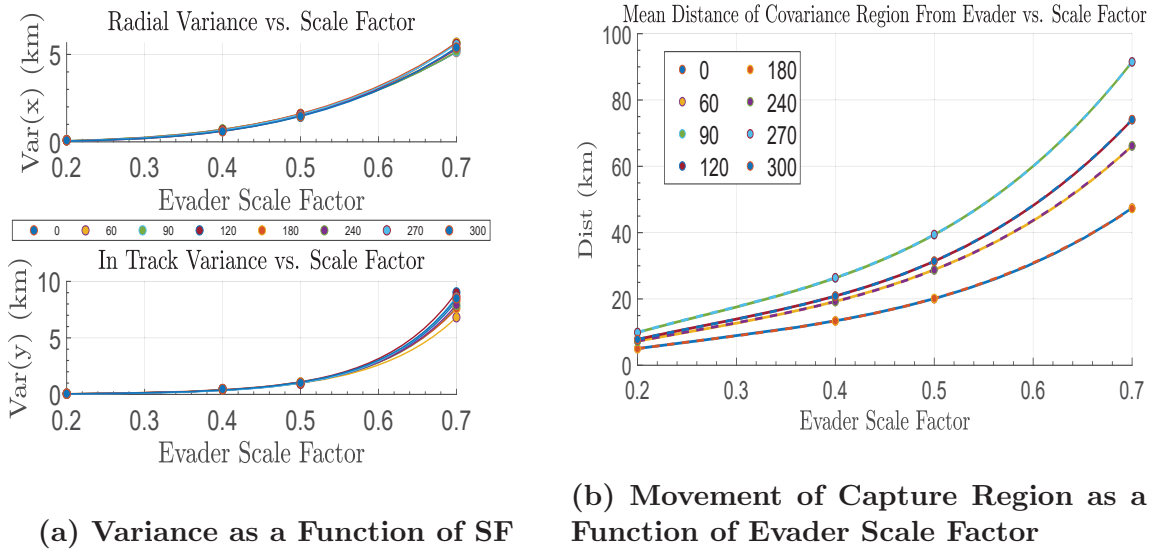 Radial Variance vs. Scale Factor
Var(x) (km)
5
0
0.2 0.3 0.4 0.5 0.6 0.7
Evader Scale Factor
0 60 90 120 180 240 270 300
In Track Variance vs. Scale Factor
Var(y) (km)
10
5
0
0.2 0.3 0.4 0.5 0.6 0.7
Evader Scale Factor
(a) Variance as a Function of SF
Mean Distance of Covariance Region From Evader vs. Scale Factor
Dist (km)
100
80
60
40
20
0
0 180
60 240
90 270
120 300
0.2 0.3 0.4 0.5 0.6 0.7
Evader Scale Factor
(b) Movement of Capture Region as a
Function of Evader Scale Factor